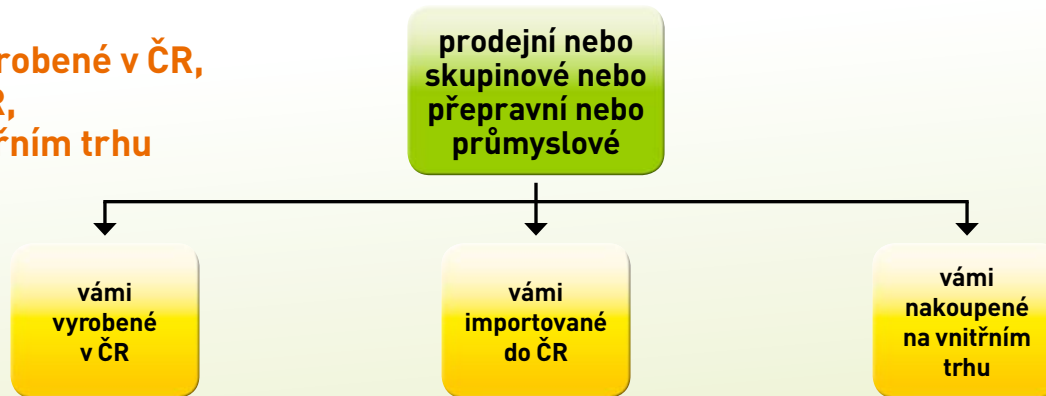 robené v ČR,
R,
řním trhu
prodejní nebo
skupinové nebo
přepravní nebo
průmyslové
vámi
vyrobené
v ČR
vámi
importované
do ČR
vámi
nakoupené
na vnitřním
trhu